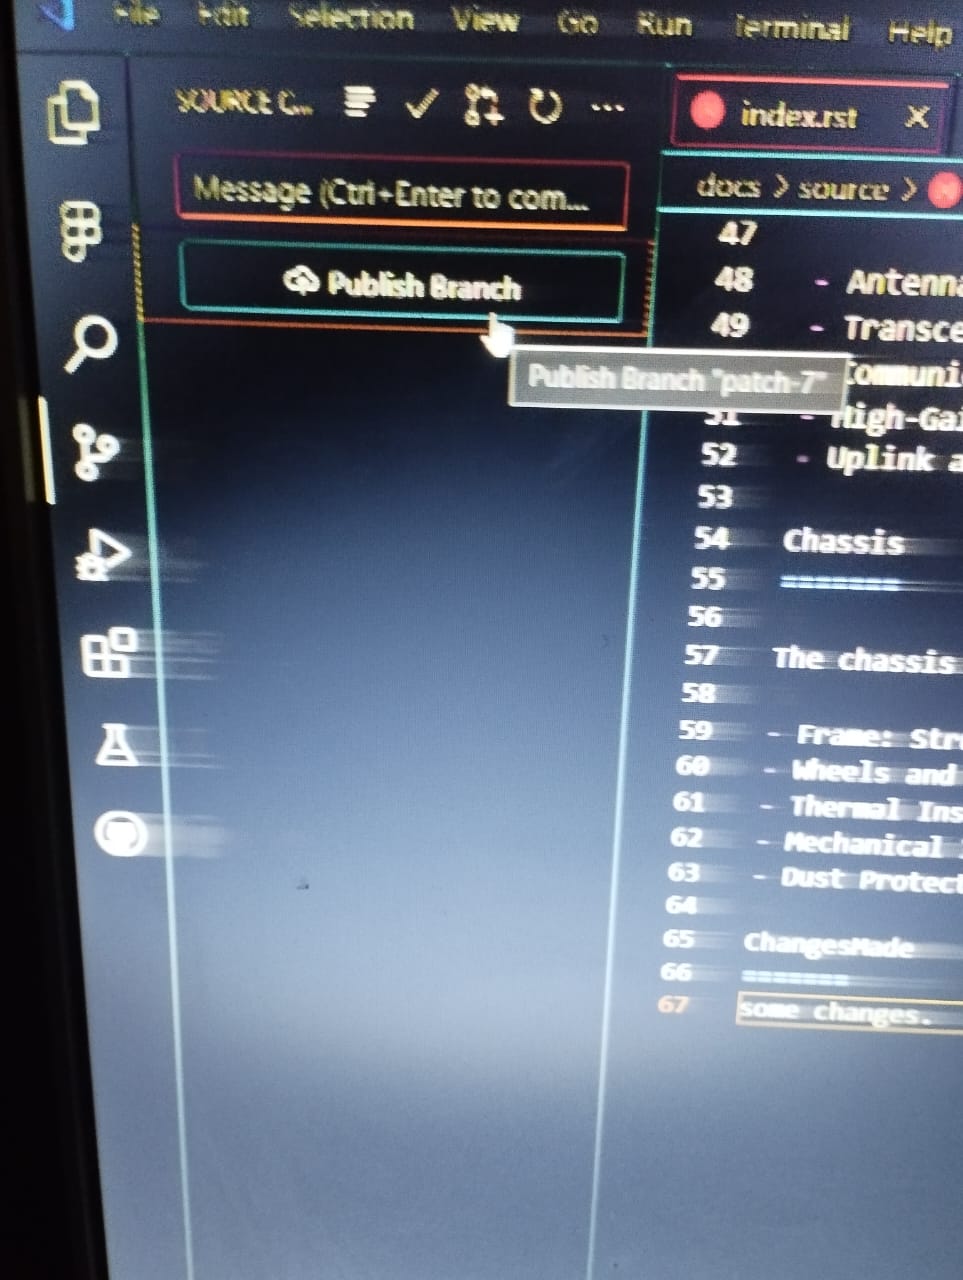 File Edit Selection View Go Run Terminal Help
SOURCE C...
index.rst
Message (Ctrl+Enter to com...
docs > source >
Publish Branch
Publish Branch "patch-7"
47
48 - Antenna
49 - Transce
Communi
51 - High-Gai
52 - Uplink a
53
54 Chassis
55 =======
56
57 The chassis
58
59 - Frame: Str
60 - Wheels and
61 - Thermal Ins
62 - Mechanical
63 - Dust Protect
64
65 ChangesMade
66 =======
67 some changes.